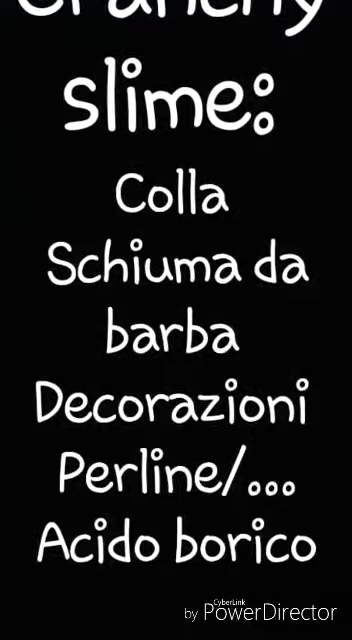 slime:
Colla
Schiuma da
barba
Decorazioni
Perline/...
Acido borico
CyberLink
by PowerDirector